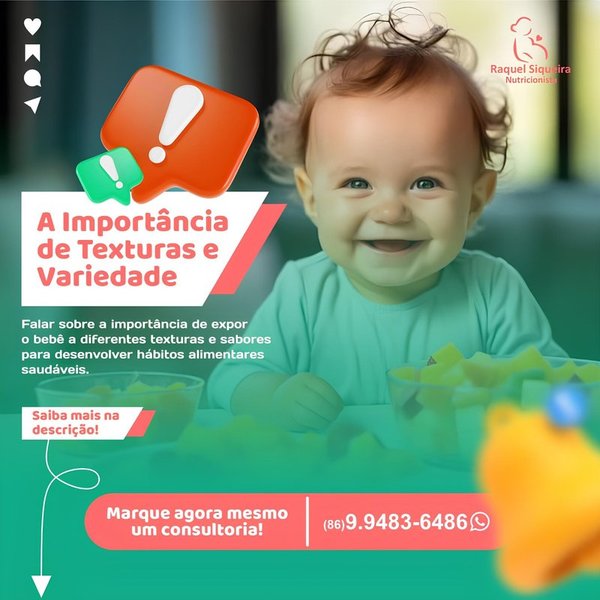 Raquel Siqueira
Nutricionista
A Importância
de Texturas e
Variedade
Falar sobre a importância de expor
o bebê a diferentes texturas e sabores
para desenvolver hábitos alimentares
saudáveis.
Saiba mais na
descrição!
Marque agora mesmo
um consultoria!
(86)9.9483-6486